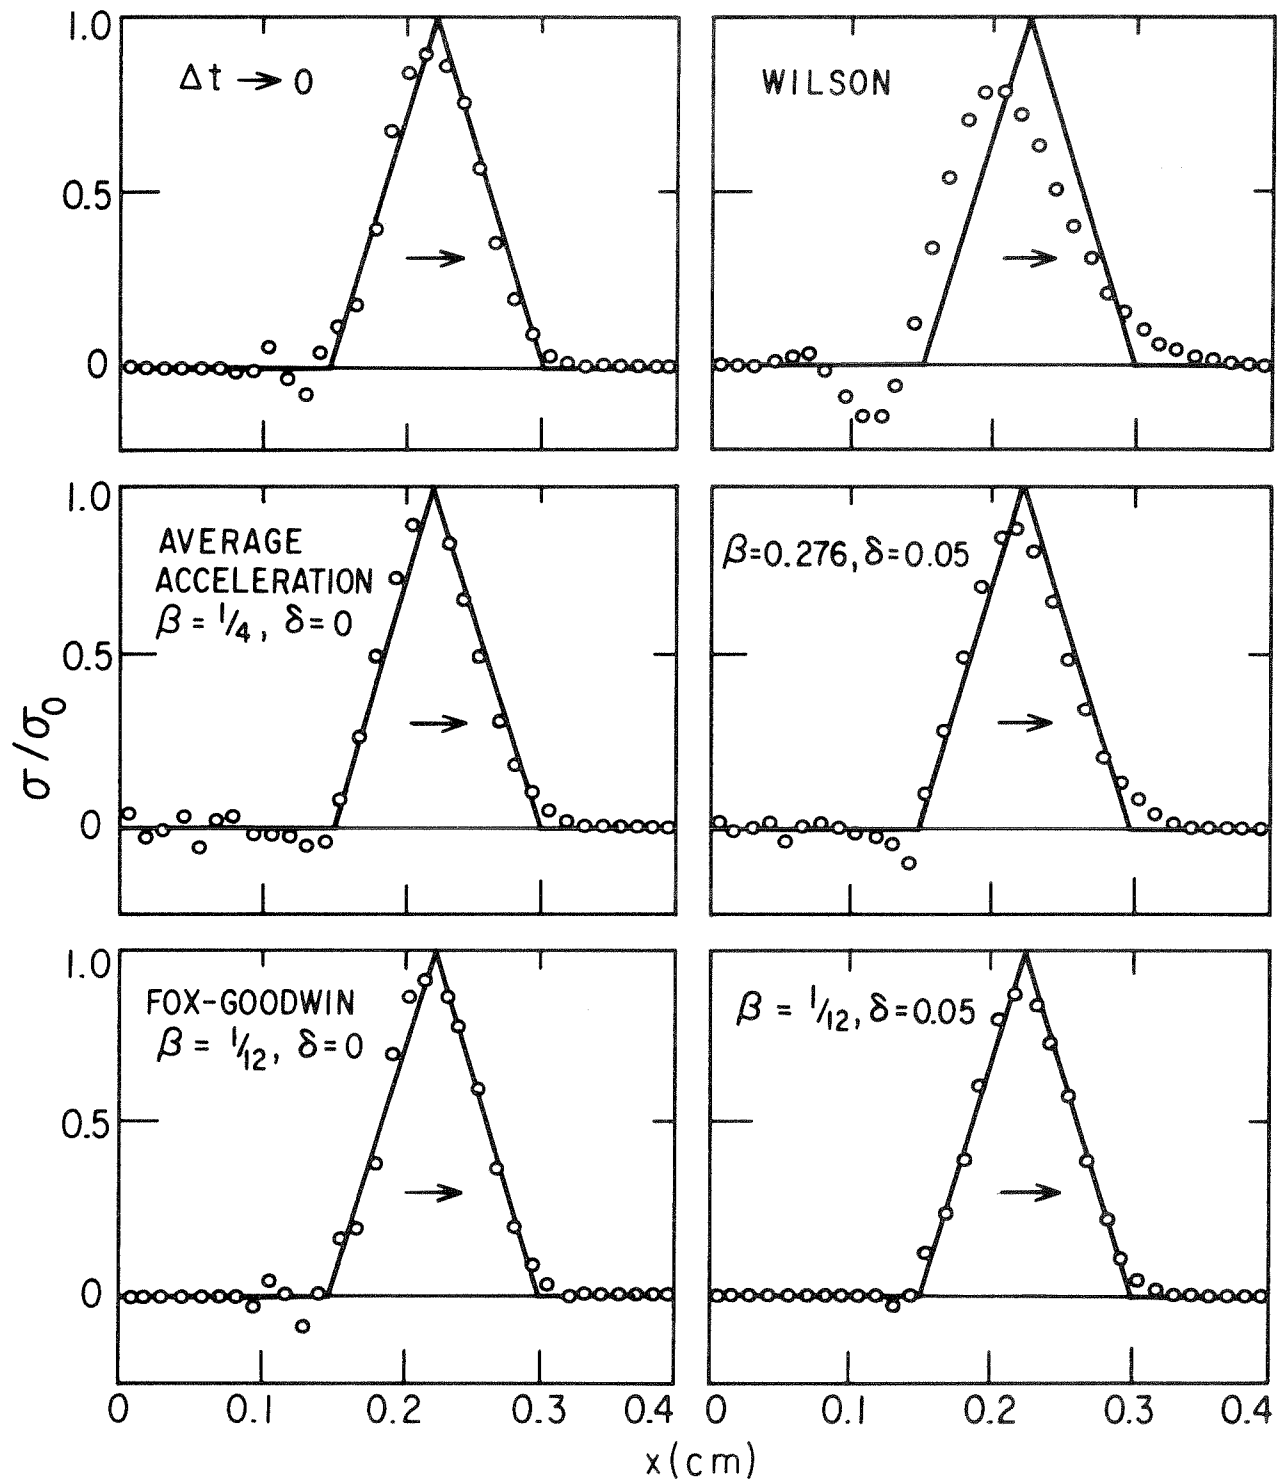 1.0
Δt → 0
0.5
0
WILSON
1.0
AVERAGE
ACCELERATION
β = 1/4, δ = 0
0.5
0
β=0.276, δ=0.05
σ/σ₀
1.0
FOX-GOODWIN
β = 1/12, δ = 0
0.5
0
β = 1/12, δ=0.05
0 0.1 0.2 0.3 0.4
0 0.1 0.2 0.3 0.4
x (cm)